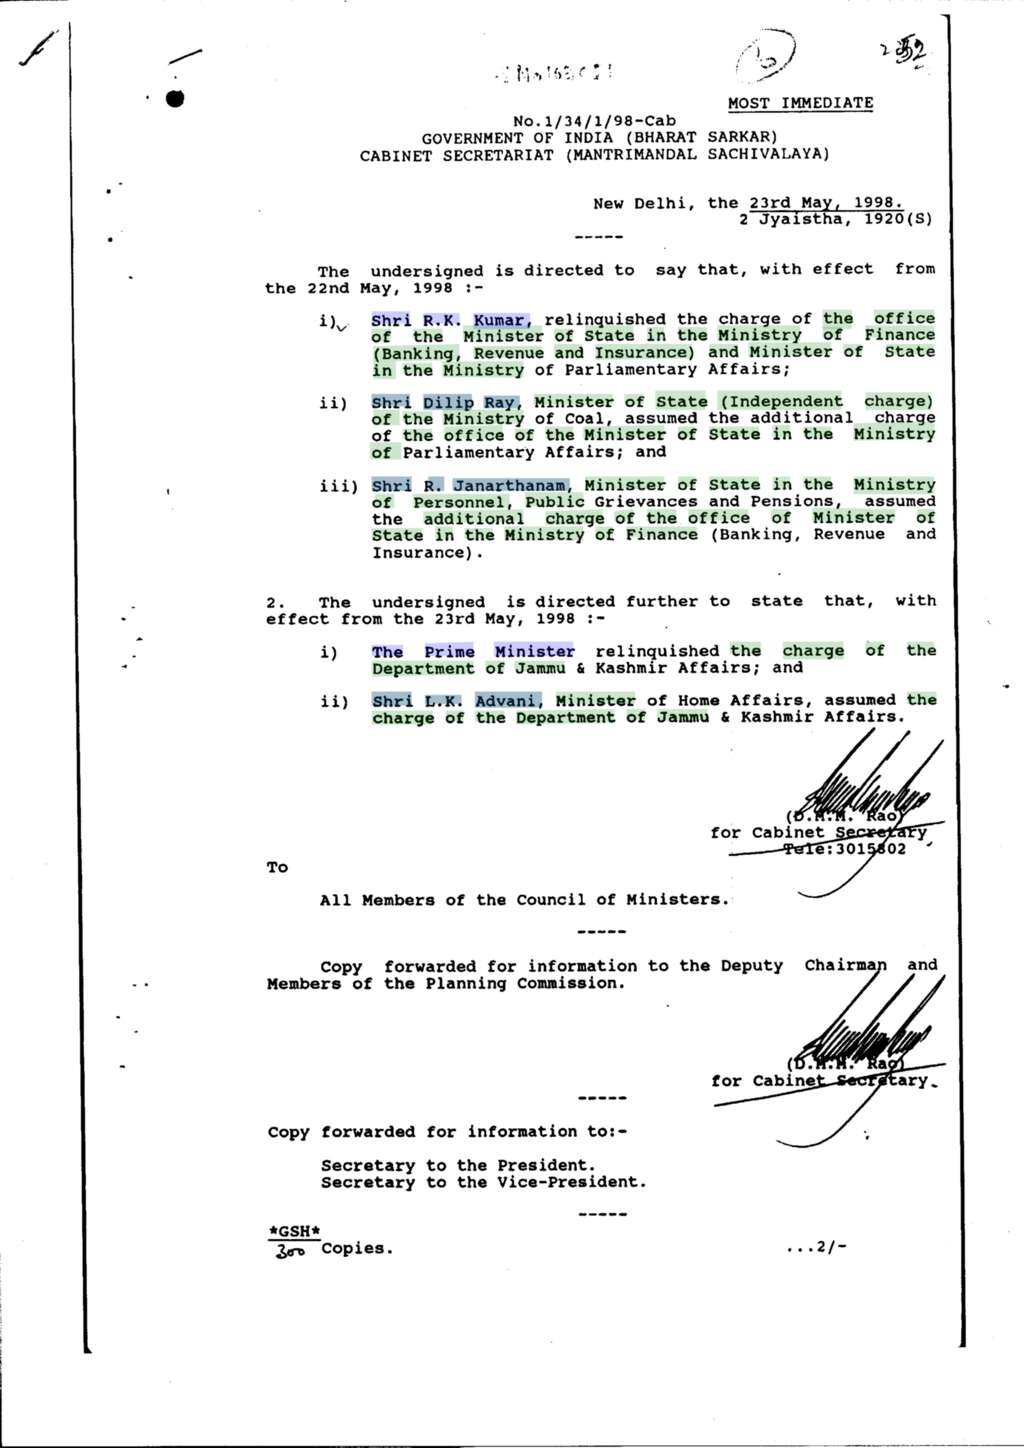 MOST IMMEDIATE
No.1/34/1/98-Cab
GOVERNMENT OF INDIA (BHARAT SARKAR)
CABINET SECRETARIAT (MANTRIMANDAL SACHIVALAYA)
New Delhi, the 23rd May, 1998.
2 Jyaistha, 1920(S)
-----
The undersigned is directed to say that, with effect from
the 22nd May, 1998 :-
i) Shri R.K. Kumar, relinquished the charge of the office
of the Minister of State in the Ministry of Finance
(Banking, Revenue and Insurance) and Minister of State
in the Ministry of Parliamentary Affairs;
ii) Shri Dilip Ray, Minister of State (Independent charge)
of the Ministry of Coal, assumed the additional charge
of the office of the Minister of State in the Ministry
of Parliamentary Affairs; and
iii) Shri R. Janarthanam, Minister of State in the Ministry
of Personnel, Public Grievances and Pensions, assumed
the additional charge of the office of Minister of
State in the Ministry of Finance (Banking, Revenue and
Insurance).
2. The undersigned is directed further to state that, with
effect from the 23rd May, 1998 :-
i) The Prime Minister relinquished the charge of the
Department of Jammu & Kashmir Affairs; and
ii) Shri L.K. Advani, Minister of Home Affairs, assumed the
charge of the Department of Jammu & Kashmir Affairs.
(D.M.M. Rao)
for Cabinet Secretary
Tele:3015802
To
All Members of the Council of Ministers.
-----
Copy forwarded for information to the Deputy Chairman and
Members of the Planning Commission.
(D.M.M. Rao)
for Cabinet Secretary.
-----
Copy forwarded for information to:-
Secretary to the President.
Secretary to the Vice-President.
-----
*GSH*
300 Copies.
...2/-